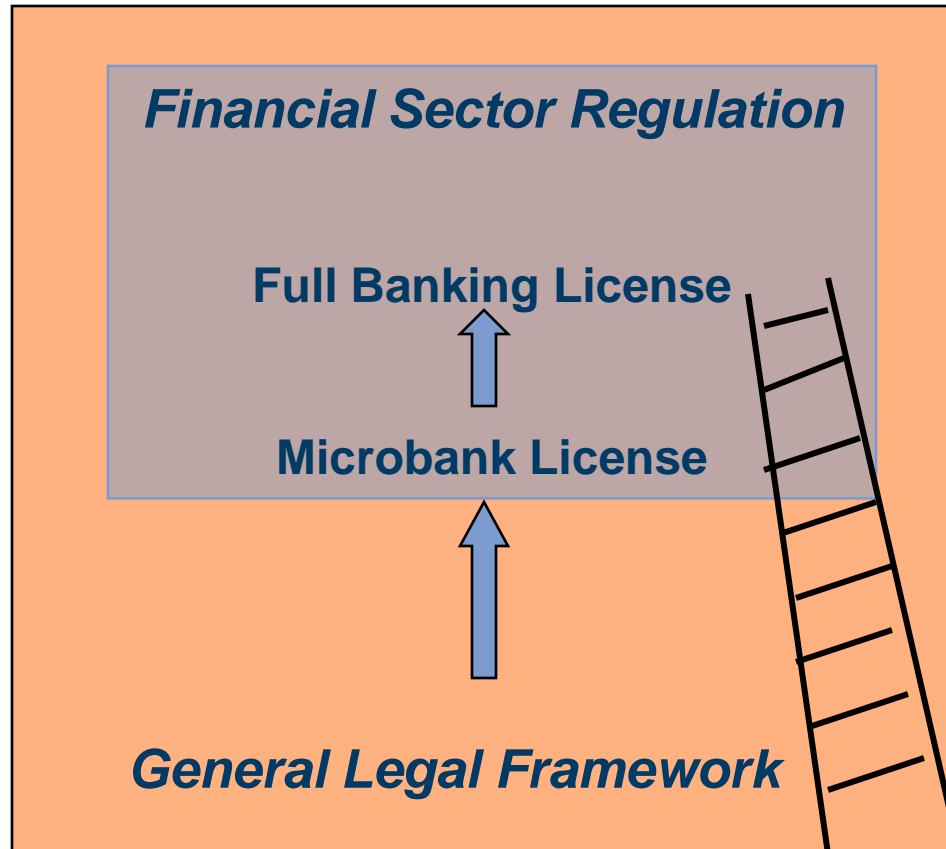 Financial Sector Regulation
Full Banking License
Microbank License
General Legal Framework